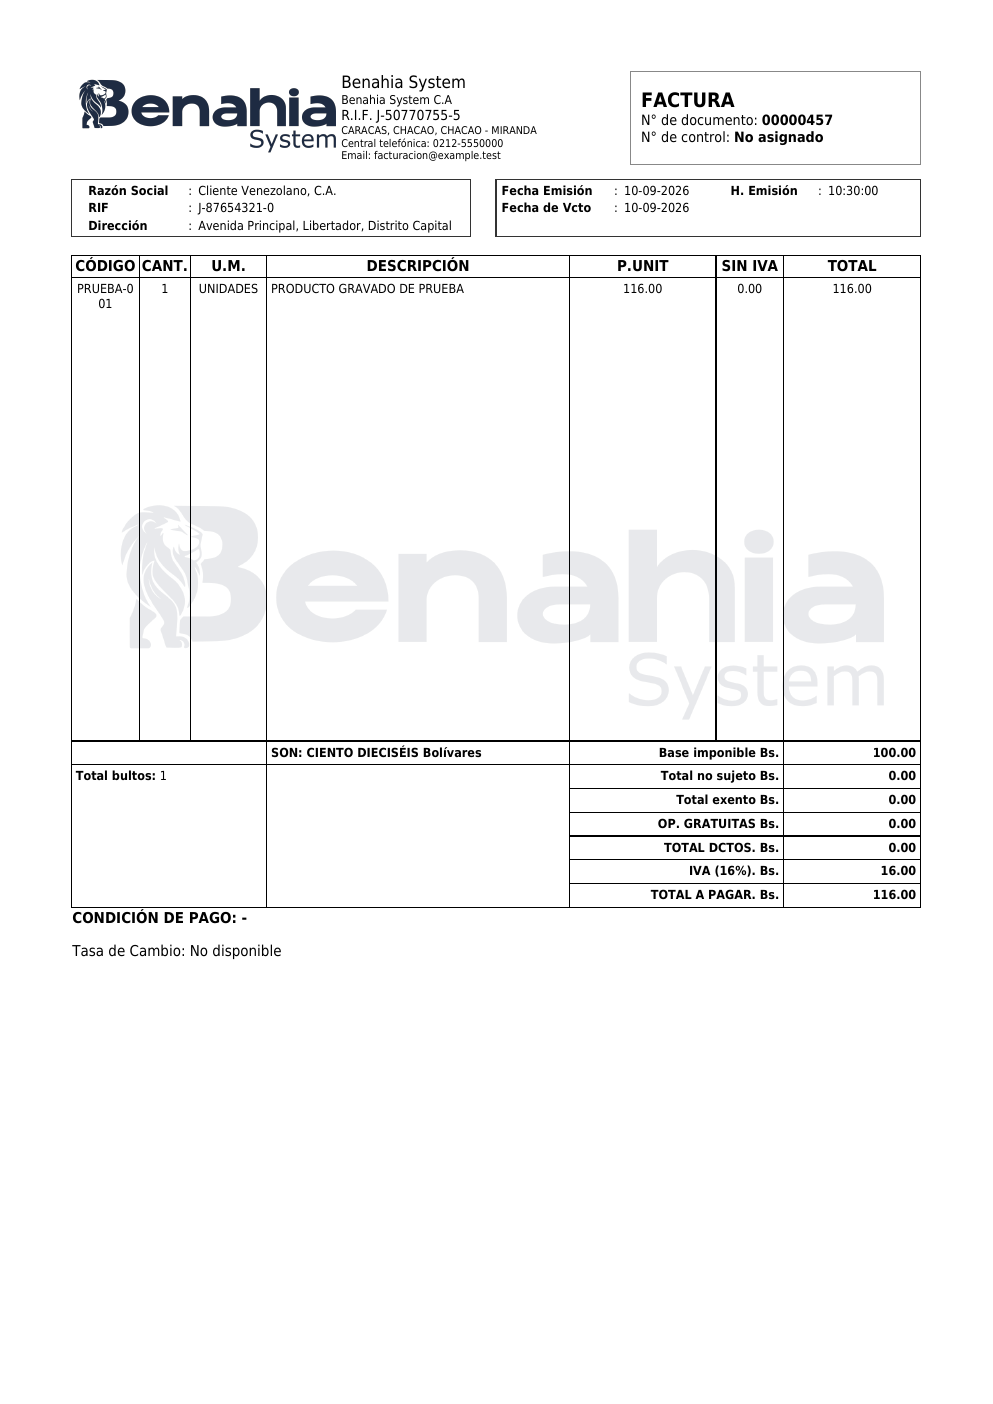 Benahia
System
Benahia System
Benahia System C.A
R.I.F. J-50770755-5
CARACAS, CHACAO, CHACAO - MIRANDA
Central telefónica: 0212-5550000
Email: facturacion@example.test
FACTURA
N° de documento: 00000457
N° de control: No asignado
Razón Social : Cliente Venezolano, C.A.
RIF : J-87654321-0
Dirección : Avenida Principal, Libertador, Distrito Capital
Fecha Emisión : 10-09-2026 H. Emisión : 10:30:00
Fecha de Vcto : 10-09-2026
CÓDIGO CANT. U.M. DESCRIPCIÓN P.UNIT SIN IVA TOTAL
PRUEBA-0 1 UNIDADES PRODUCTO GRAVADO DE PRUEBA 116.00 0.00 116.00
01
Benahia
System
SON: CIENTO DIECISÉIS Bolívares Base imponible Bs. 100.00
Total bultos: 1 Total no sujeto Bs. 0.00
Total exento Bs. 0.00
OP. GRATUITAS Bs. 0.00
TOTAL DCTOS. Bs. 0.00
IVA (16%). Bs. 16.00
TOTAL A PAGAR. Bs. 116.00
CONDICIÓN DE PAGO: -
Tasa de Cambio: No disponible